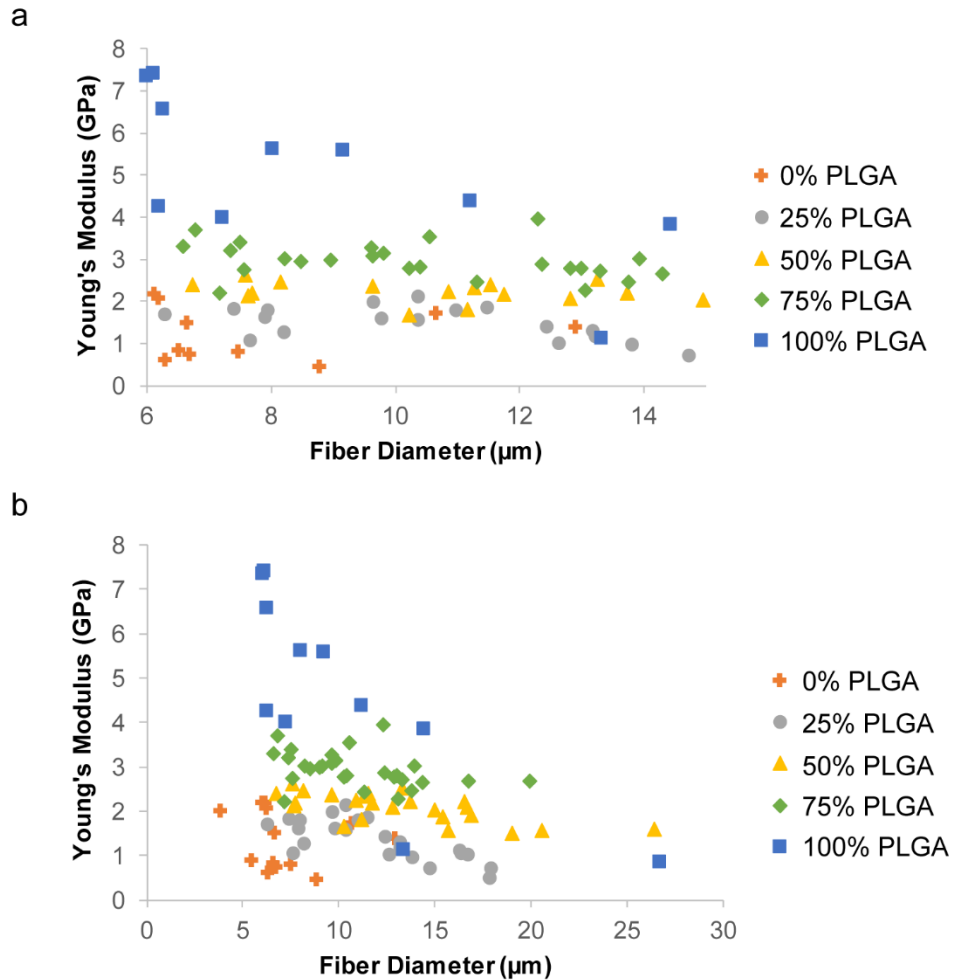 a
8
7
6
5
4
3
2
1
0
Young's Modulus (GPa)
6 8 10 12 14
Fiber Diameter (µm)
0% PLGA
25% PLGA
50% PLGA
75% PLGA
100% PLGA
b
8
7
6
5
4
3
2
1
0
Young's Modulus (GPa)
0 5 10 15 20 25 30
Fiber Diameter (µm)
0% PLGA
25% PLGA
50% PLGA
75% PLGA
100% PLGA